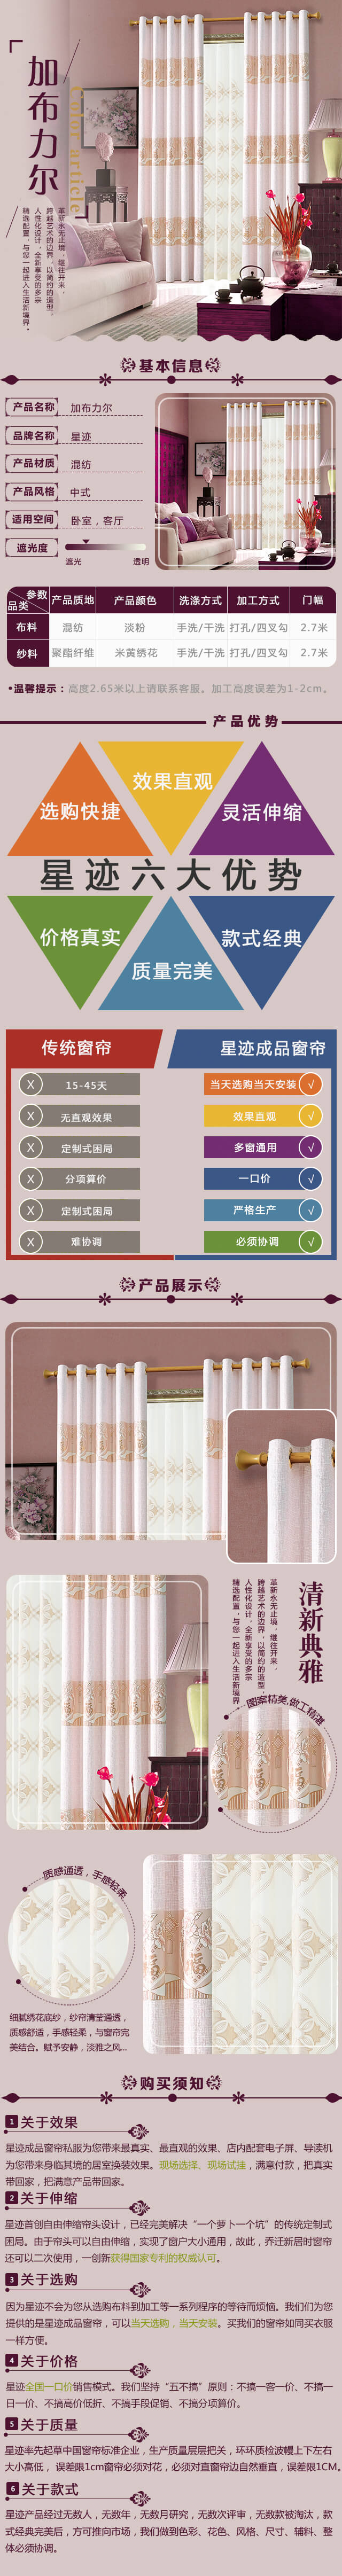 加布力尔
Color article
革新永无止境，继往开来，
跨越艺术的边界，以简约的造型，
人性化设计，全新享受的多宗
精选配置，与您一起进入生活新境界。
基本信息
产品名称 加布力尔
品牌名称 星迹
产品材质 混纺
产品风格 中式
适用空间 卧室，客厅
遮光度
遮光 透明
参数 品类 产品质地 产品颜色 洗涤方式 加工方式 门幅
布料 混纺 淡粉 手洗/干洗 打孔/四叉勾 2.7米
纱料 聚酯纤维 米黄绣花 手洗/干洗 打孔/四叉勾 2.7米
•温馨提示：高度2.65米以上请联系客服。加工高度误差为1-2cm。
产品优势
选购快捷 效果直观 灵活伸缩
星迹六大优势
价格真实 质量完美 款式经典
传统窗帘 星迹成品窗帘
X 15-45天 当天选购当天安装 √
X 无直观效果 效果直观 √
X 定制式困局 多窗通用 √
X 分项算价 一口价 √
X 定制式困局 严格生产 √
X 难协调 必须协调 √
产品展示
清新典雅
革新永无止境，继往开来，
跨越艺术的边界，以简约的造型，
人性化设计，全新享受的多宗
精选配置，与您一起进入生活新境界
图案精美,做工精湛
福
质感通透，手感轻柔
细腻绣花底纱，纱帘清莹通透，
质感舒适，手感轻柔，与窗帘完
美结合。赋予安静，淡雅之风...
购买须知
1 关于效果
星迹成品窗帘私服为您带来最真实、最直观的效果、店内配套电子屏、导读机
为您带来身临其境的居室换装效果。现场选择、现场试挂，满意付款，把真实
带回家，把满意产品带回家。
2 关于伸缩
星迹首创自由伸缩帘头设计，已经完美解决“一个萝卜一个坑”的传统定制式
困局。由于帘头可以自由伸缩，实现了窗户大小通用，故此，乔迁新居时窗帘
还可以二次使用，一创新获得国家专利的权威认可。
3 关于选购
因为星迹不会为您从选购布料到加工等一系列程序的等待而烦恼。我们们为您
提供的是星迹成品窗帘，可以当天选购，当天安装。买我们的窗帘如同买衣服
一样方便。
4 关于价格
星迹全国一口价销售模式。我们坚持“五不搞”原则：不搞一客一价、不搞一
日一价、不搞高价低折、不搞手段促销、不搞分项算价。
5 关于质量
星迹率先起草中国窗帘标准企业，生产质量层层把关，环环质检波幔上下左右
大小高低，误差限1cm窗帘必须对花，必须对直窗帘边自然垂直，误差限1CM。
6 关于款式
星迹产品经过无数人，无数年，无数月研究，无数次评审，无数款被淘汰，款
式经典完美后，方可推向市场，我们做到色彩、花色、风格、尺寸、辅料、整
体必须协调。